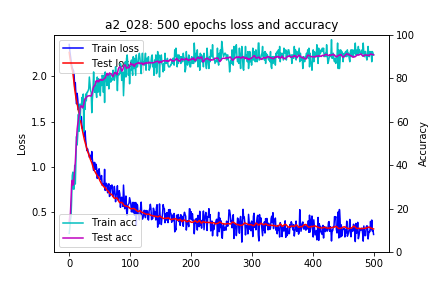 a2_028: 500 epochs loss and accuracy
Train loss
Test lo
Train acc
Test acc
Loss
Accuracy
2.0
1.5
1.0
0.5
100
80
60
40
20
0
0
100
200
300
400
500